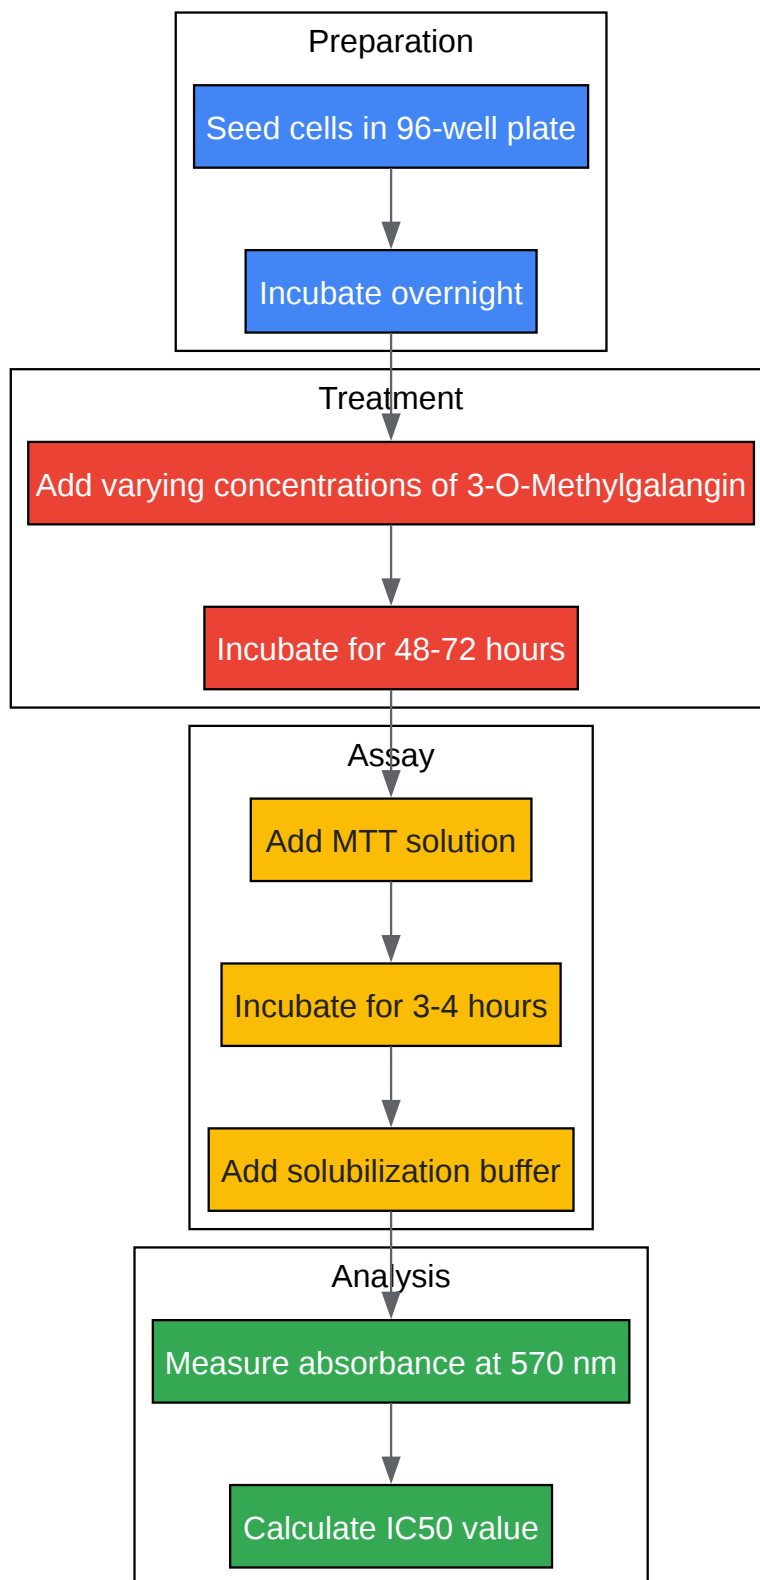 Preparation
Seed cells in 96-well plate
Incubate overnight
Treatment
Add varying concentrations of 3-O-Methylgalangin
Incubate for 48-72 hours
Assay
Add MTT solution
Incubate for 3-4 hours
Add solubilization buffer
Analysis
Measure absorbance at 570 nm
Calculate IC50 value